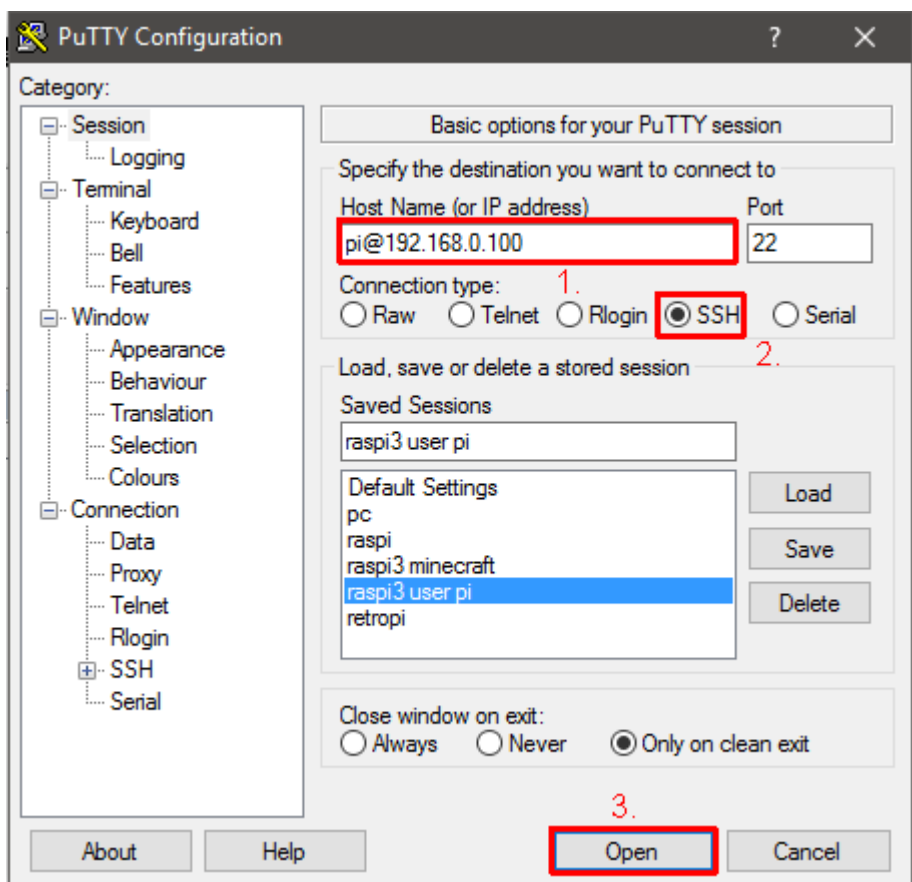 PuTTY Configuration
?
Category:
Session
Logging
Terminal
Keyboard
Bell
Features
Window
Appearance
Behaviour
Translation
Selection
Colours
Connection
Data
Proxy
Telnet
Rlogin
SSH
Serial
Basic options for your PuTTY session
Specify the destination you want to connect to
Host Name (or IP address) Port
pi@192.168.0.100 22
1.
Connection type:
Raw Telnet Rlogin SSH Serial
2.
Load, save or delete a stored session
Saved Sessions
raspi3 user pi
Default Settings
pc
raspi
raspi3 minecraft
raspi3 user pi
retropi
Load
Save
Delete
Close window on exit:
Always Never Only on clean exit
3.
About Help Open Cancel